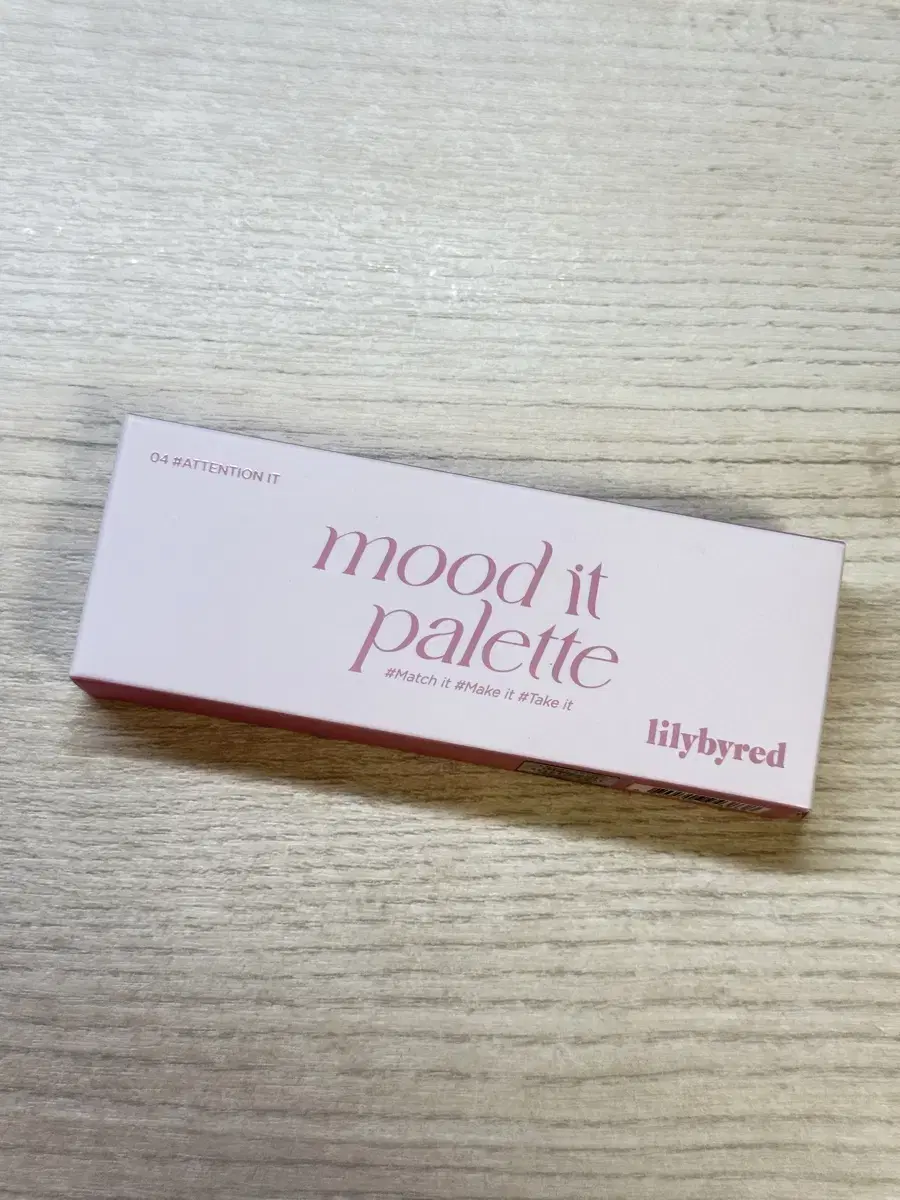 04 #ATTENTION IT
mood it
palette
#Match it #Make it #Take it
lilybyred